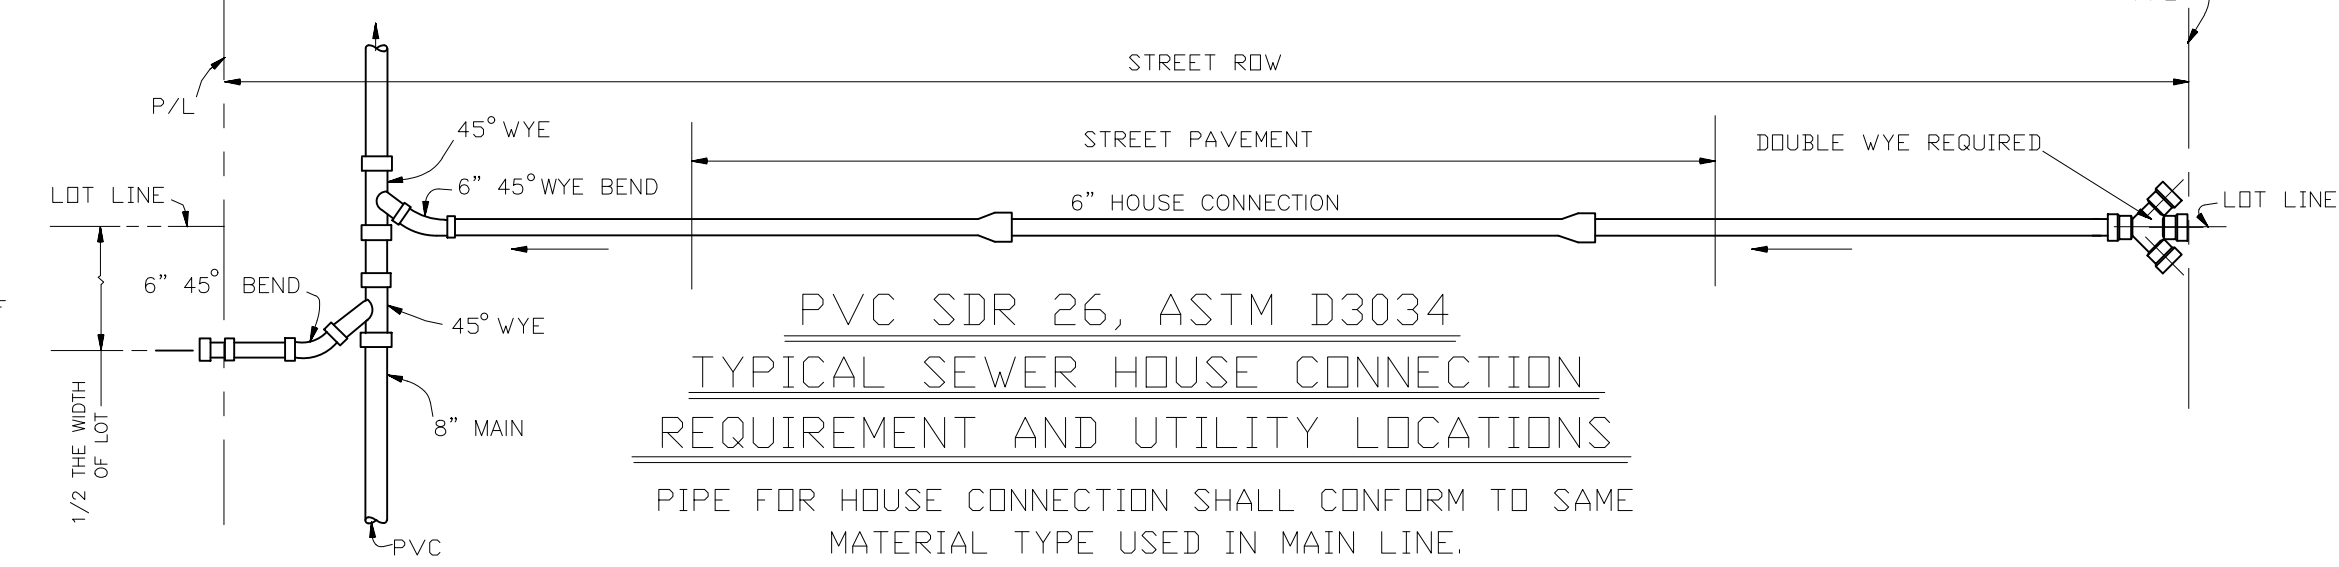 STREET ROW
P/L
45° WYE
STREET PAVEMENT
DOUBLE WYE REQUIRED
LOT LINE
6" 45° WYE BEND
6" HOUSE CONNECTION
LOT LINE
6" 45° BEND
45° WYE
PVC SDR 26, ASTM D3034
TYPICAL SEWER HOUSE CONNECTION
REQUIREMENT AND UTILITY LOCATIONS
8" MAIN
1/2 THE WIDTH
OF LOT
PIPE FOR HOUSE CONNECTION SHALL CONFORM TO SAME
MATERIAL TYPE USED IN MAIN LINE.
PVC